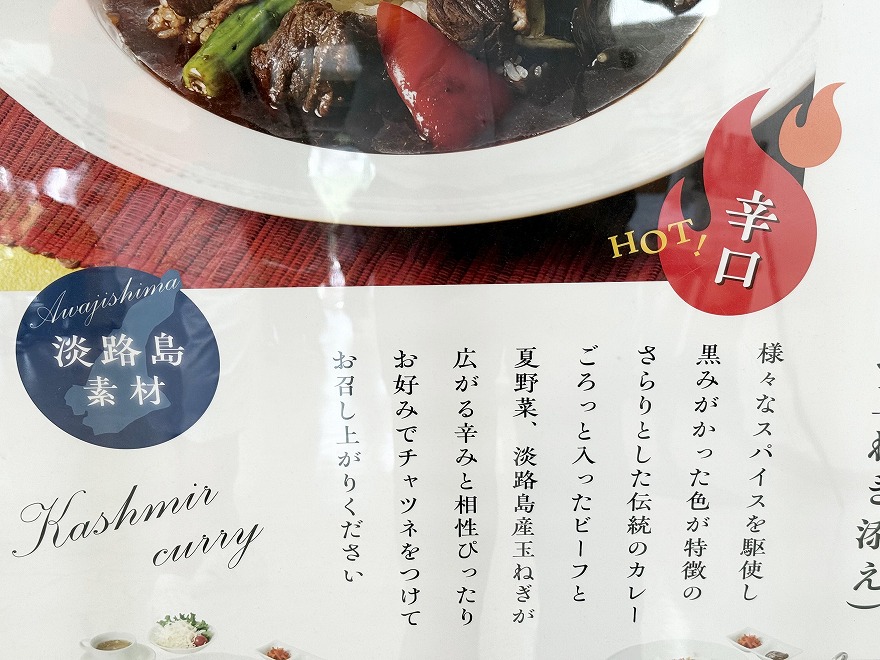 辛口
HOT!
Awajishima
淡路島
素材
様々なスパイスを駆使し
黒みがかった色が特徴の
さらりとした伝統のカレー
ごろっと入ったビーフと
夏野菜、淡路島産玉ねぎが
広がる辛みと相性ぴったり
お好みでチャツネをつけて
お召し上がりください
Kashmir
curry
ねぎ添え)